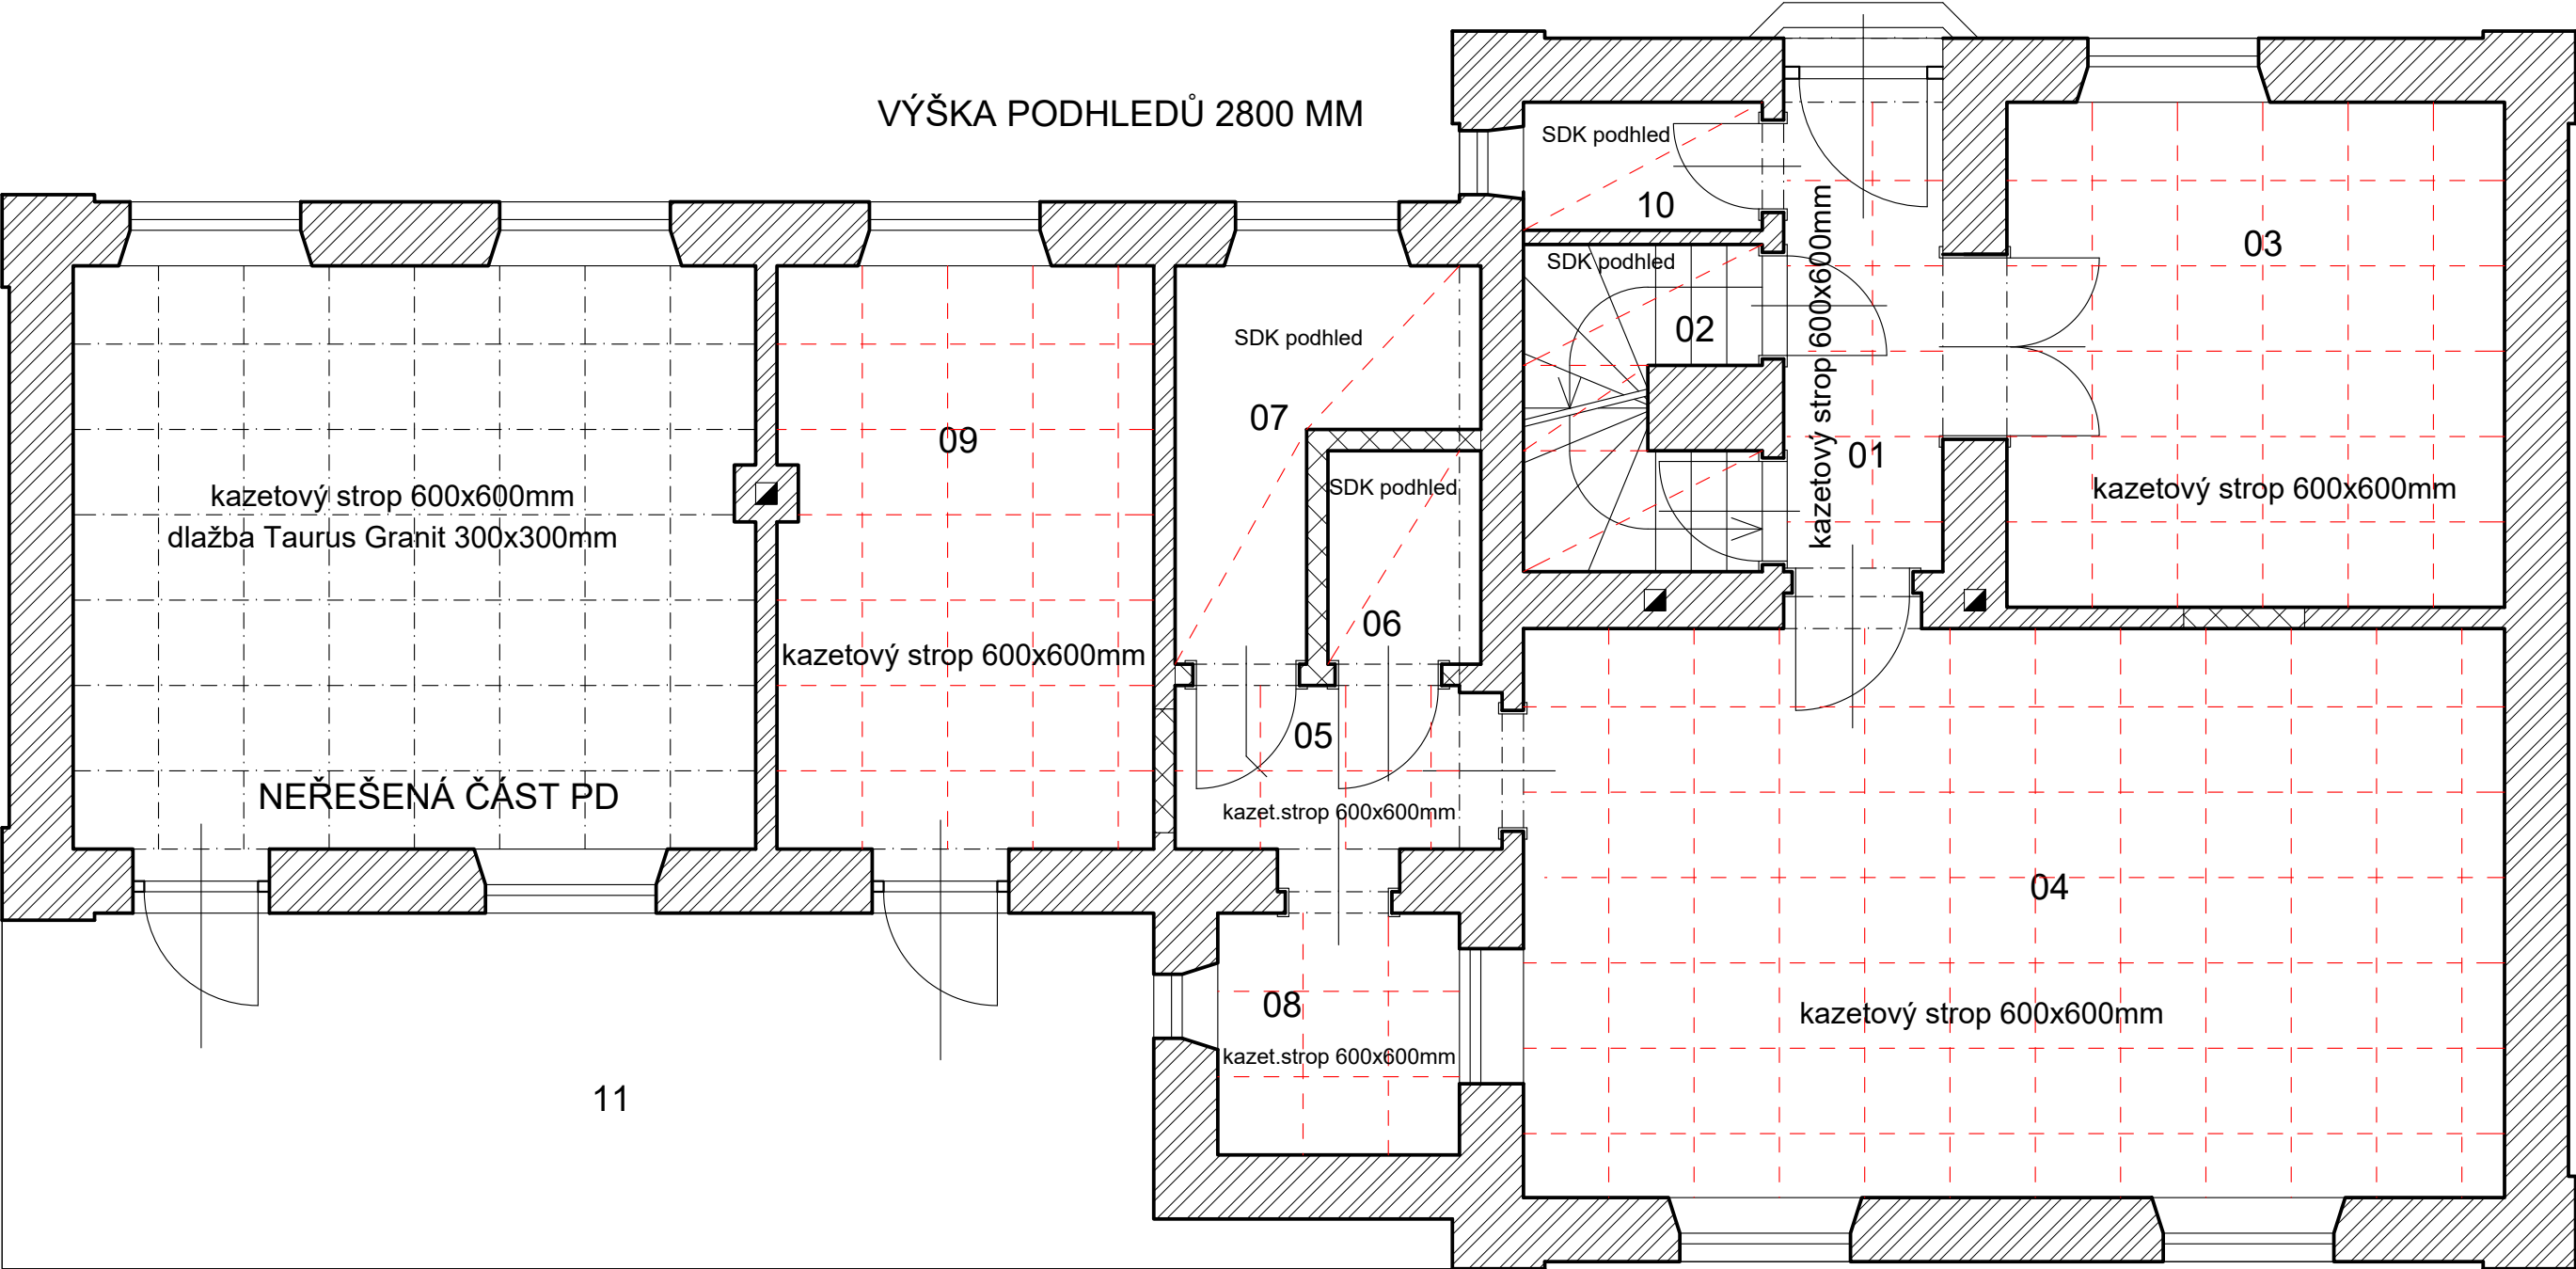 VÝŠKA PODHLEDŮ 2800 MM
SDK podhled
10
SDK podhled
02
kazetový strop 600x600mm
01
03
kazetový strop 600x600mm
SDK podhled
07
09
kazetový strop 600x600mm
dlažba Taurus Granit 300x300mm
SDK podhled
06
kazetový strop 600x600mm
05
NEŘEŠENÁ ČÁST PD
kazet.strop 600x600mm
04
kazetový strop 600x600mm
08
kazet.strop 600x600mm
11